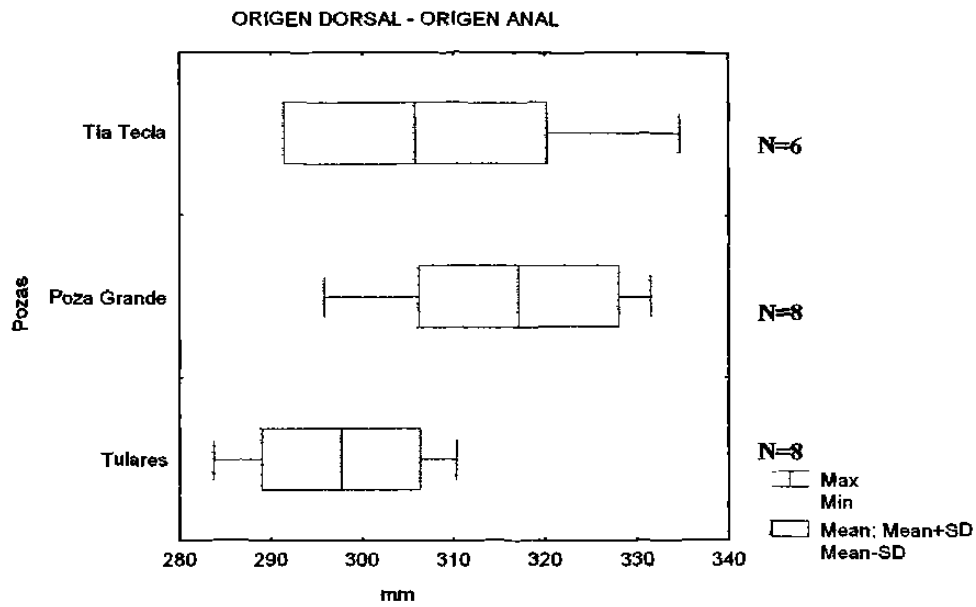 ORIGEN DORSAL - ORIGEN ANAL
Tía Tecla
N=6
Poza Grande
N=8
Pozas
Tulares
N=8
Max
Min
Mean; Mean+SD
Mean-SD
280 290 300 310 320 330 340
mm